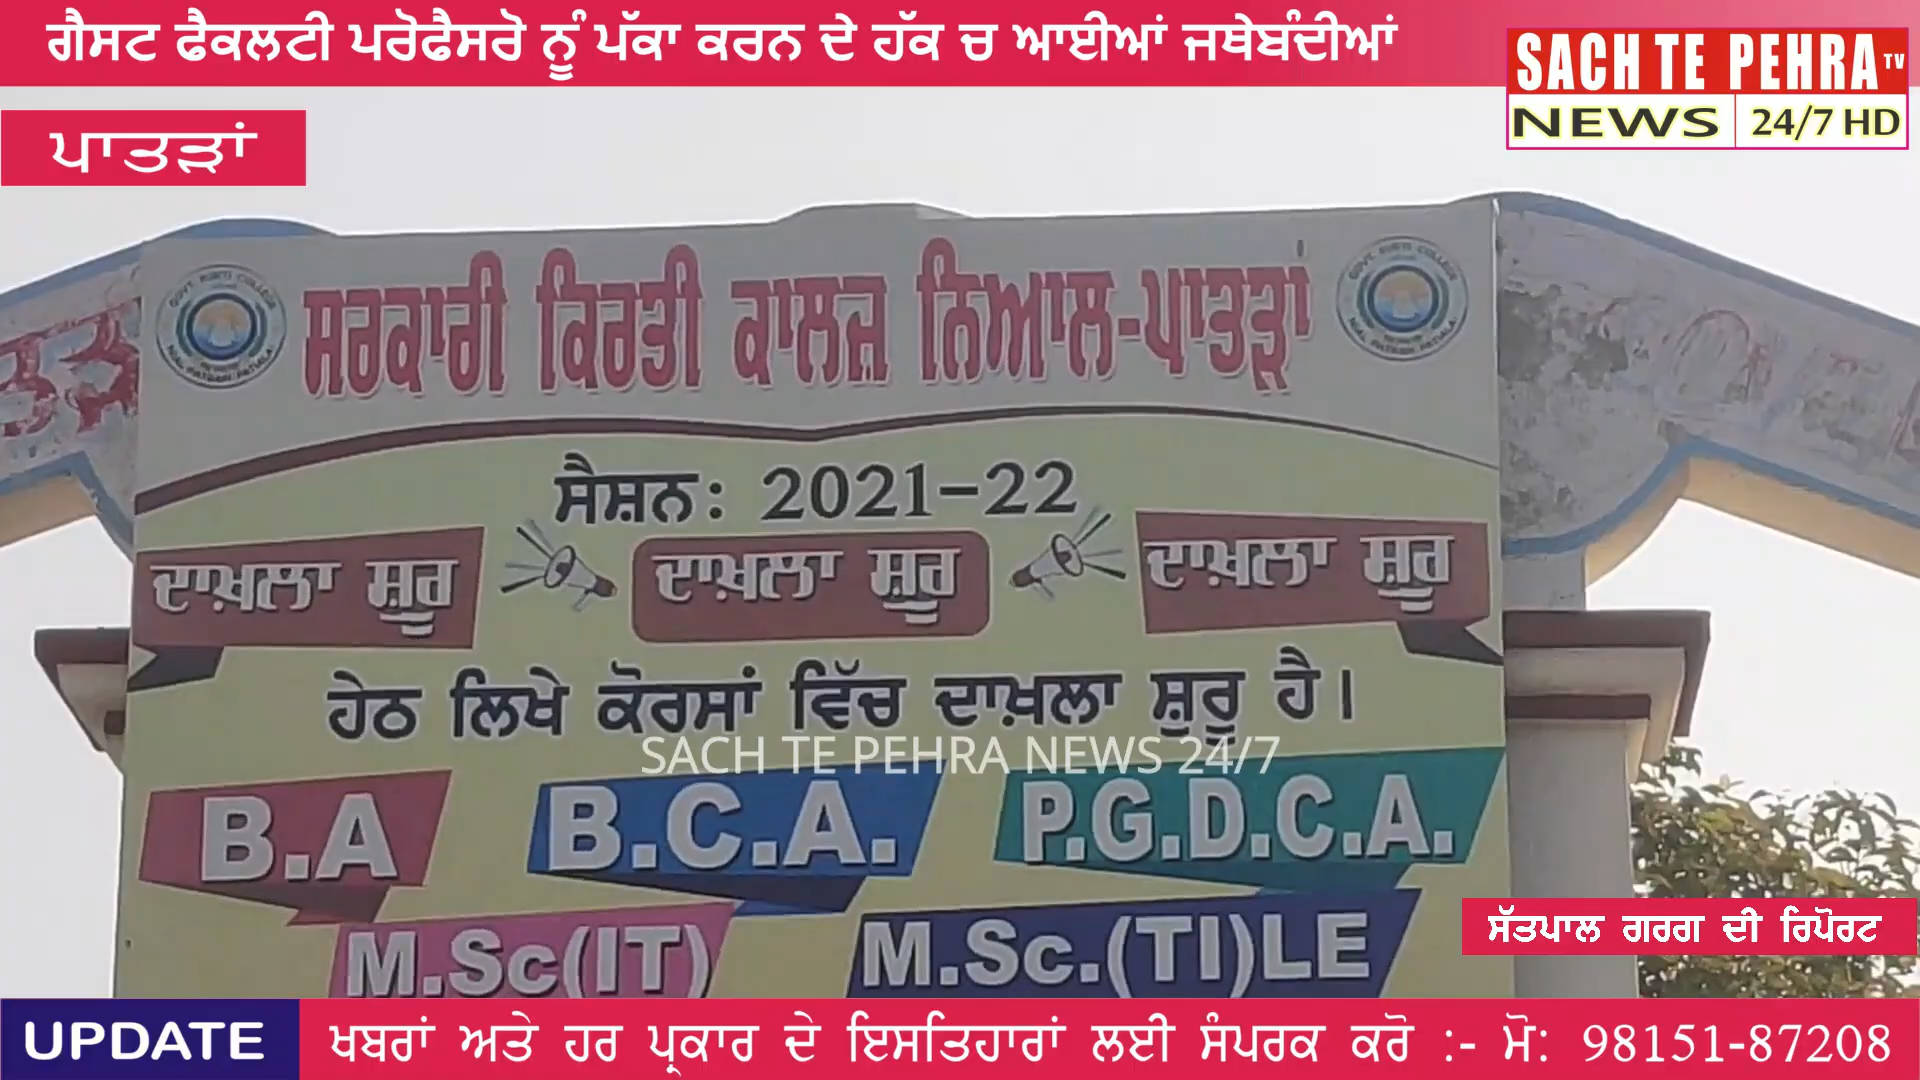 ਗੈਸਟ ਫੈਕਲਟੀ ਪਰੋਫੈਸਰੋ ਨੂੰ ਪੱਕਾ ਕਰਨ ਦੇ ਹੱਕ ਚ ਆਈਆਂ ਜਥੇਬੰਦੀਆਂ
SACH TE PEHRA TV
NEWS 24/7 HD
ਪਾਤੜਾਂ
ਸਰਕਾਰੀ ਕਿਰਤੀ ਕਾਲਜ਼ ਨਿਆਲ-ਪਾਤੜਾਂ
ਸੈਸ਼ਨ: 2021-22
ਦਾਖ਼ਲਾ ਸ਼ੁਰੂ ਦਾਖ਼ਲਾ ਸ਼ੁਰੂ ਦਾਖ਼ਲਾ ਸ਼ੁਰੂ
ਹੇਠ ਲਿਖੇ ਕੋਰਸਾਂ ਵਿੱਚ ਦਾਖ਼ਲਾ ਸ਼ੁਰੂ ਹੈ।
SACH TE PEHRA NEWS 24/7
B.A B.C.A. P.G.D.C.A.
M.Sc(IT) M.Sc.(TI)LE
ਸੱਤਪਾਲ ਗਰਗ ਦੀ ਰਿਪੋਰਟ
UPDATE ਖਬਰਾਂ ਅਤੇ ਹਰ ਪ੍ਰਕਾਰ ਦੇ ਇਸਤਿਹਾਰਾਂ ਲਈ ਸੰਪਰਕ ਕਰੋ :- ਮੋ: 98151-87208